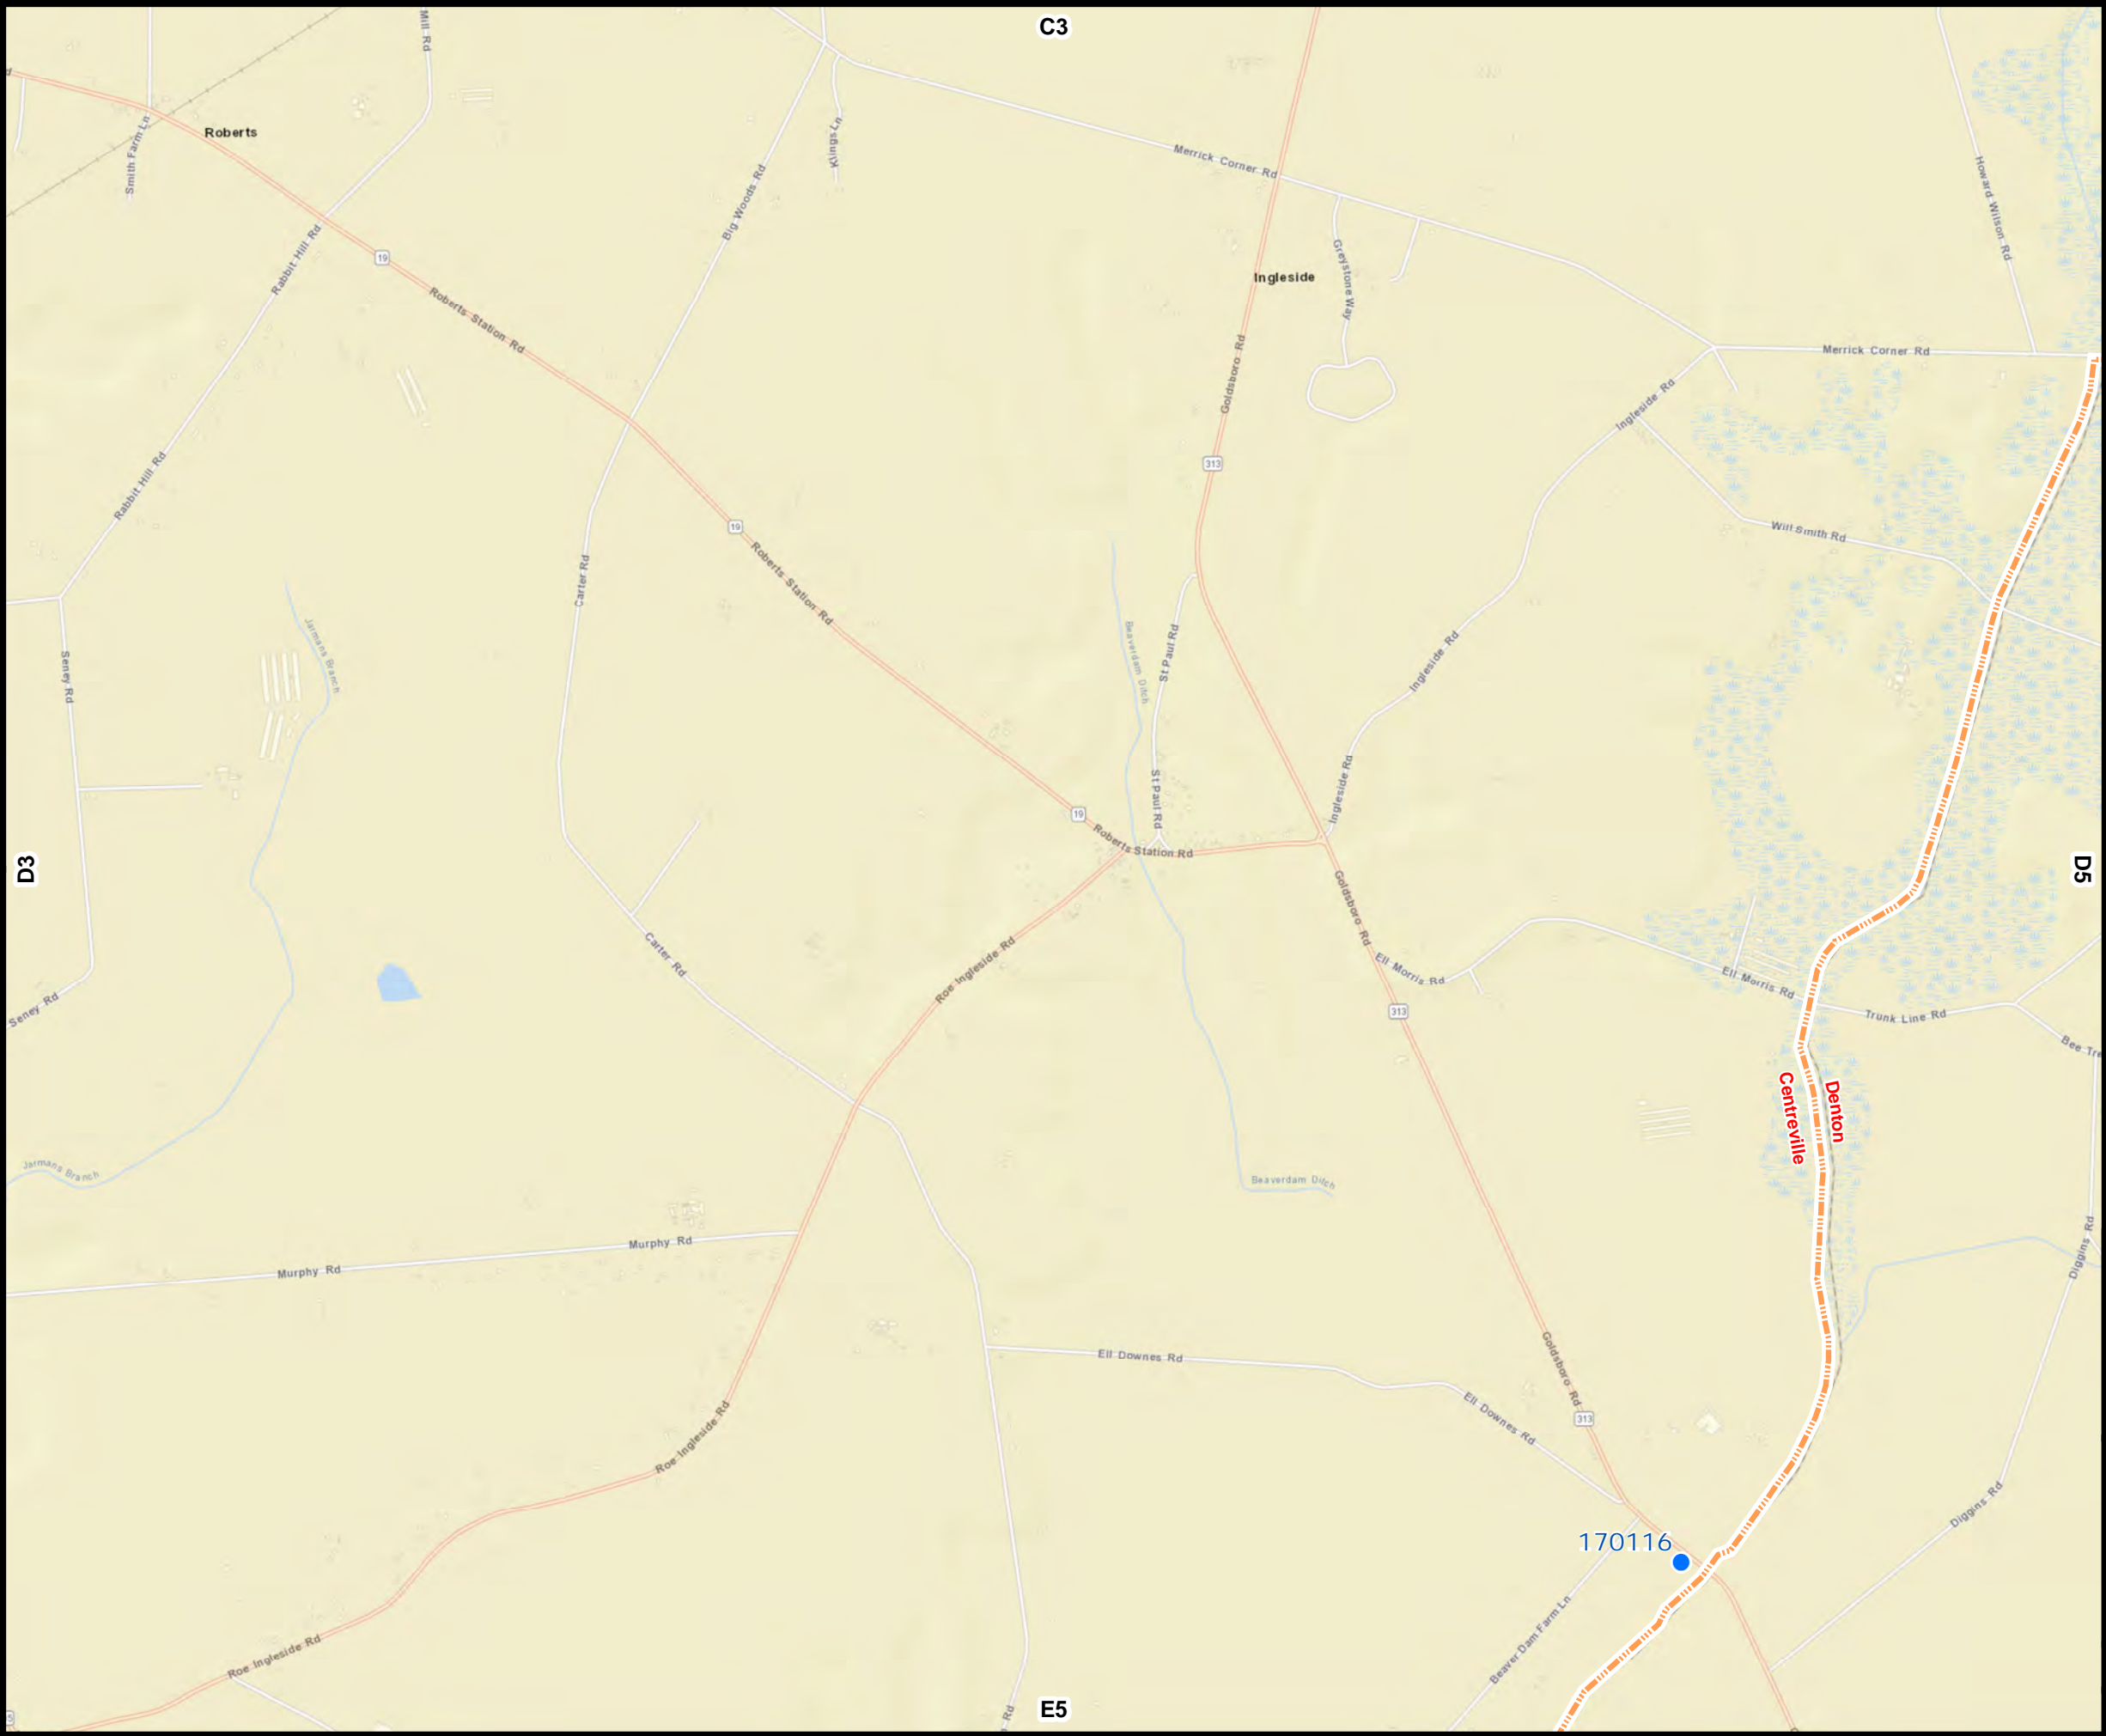 C3
Mill Rd
Roberts
Smith Farm Ln
Klings Ln
Merrick Corner Rd
Big Woods Rd
Howard Wilson Rd
Rabbit Hill Rd
19
Greystone Way
Ingleside
Roberts Station Rd
Goldsboro Rd
Merrick Corner Rd
Ingleside Rd
313
Rabbit Hill Rd
19
Will Smith Rd
Carter Rd
Roberts Station Rd
Jarmans Branch
Beaverdam Ditch
St Paul Rd
Ingleside Rd
Seney Rd
Ingleside Rd
St Paul Rd
19
Roberts Station Rd
D3
D5
Goldsboro Rd
Carter Rd
Roe Ingleside Rd
Ell Morris Rd
Ell Morris Rd
Seney Rd
313
Trunk Line Rd
Bee Tre
Denton
Centreville
Jarmans Branch
Beaverdam Ditch
Murphy Rd
Murphy Rd
Diggins Rd
Ell Downes Rd
Goldsboro Rd
Ell Downes Rd
313
Roe Ingleside Rd
Diggins Rd
170116
Beaver Dam Farm Ln
Roe Ingleside Rd
E5
Rd